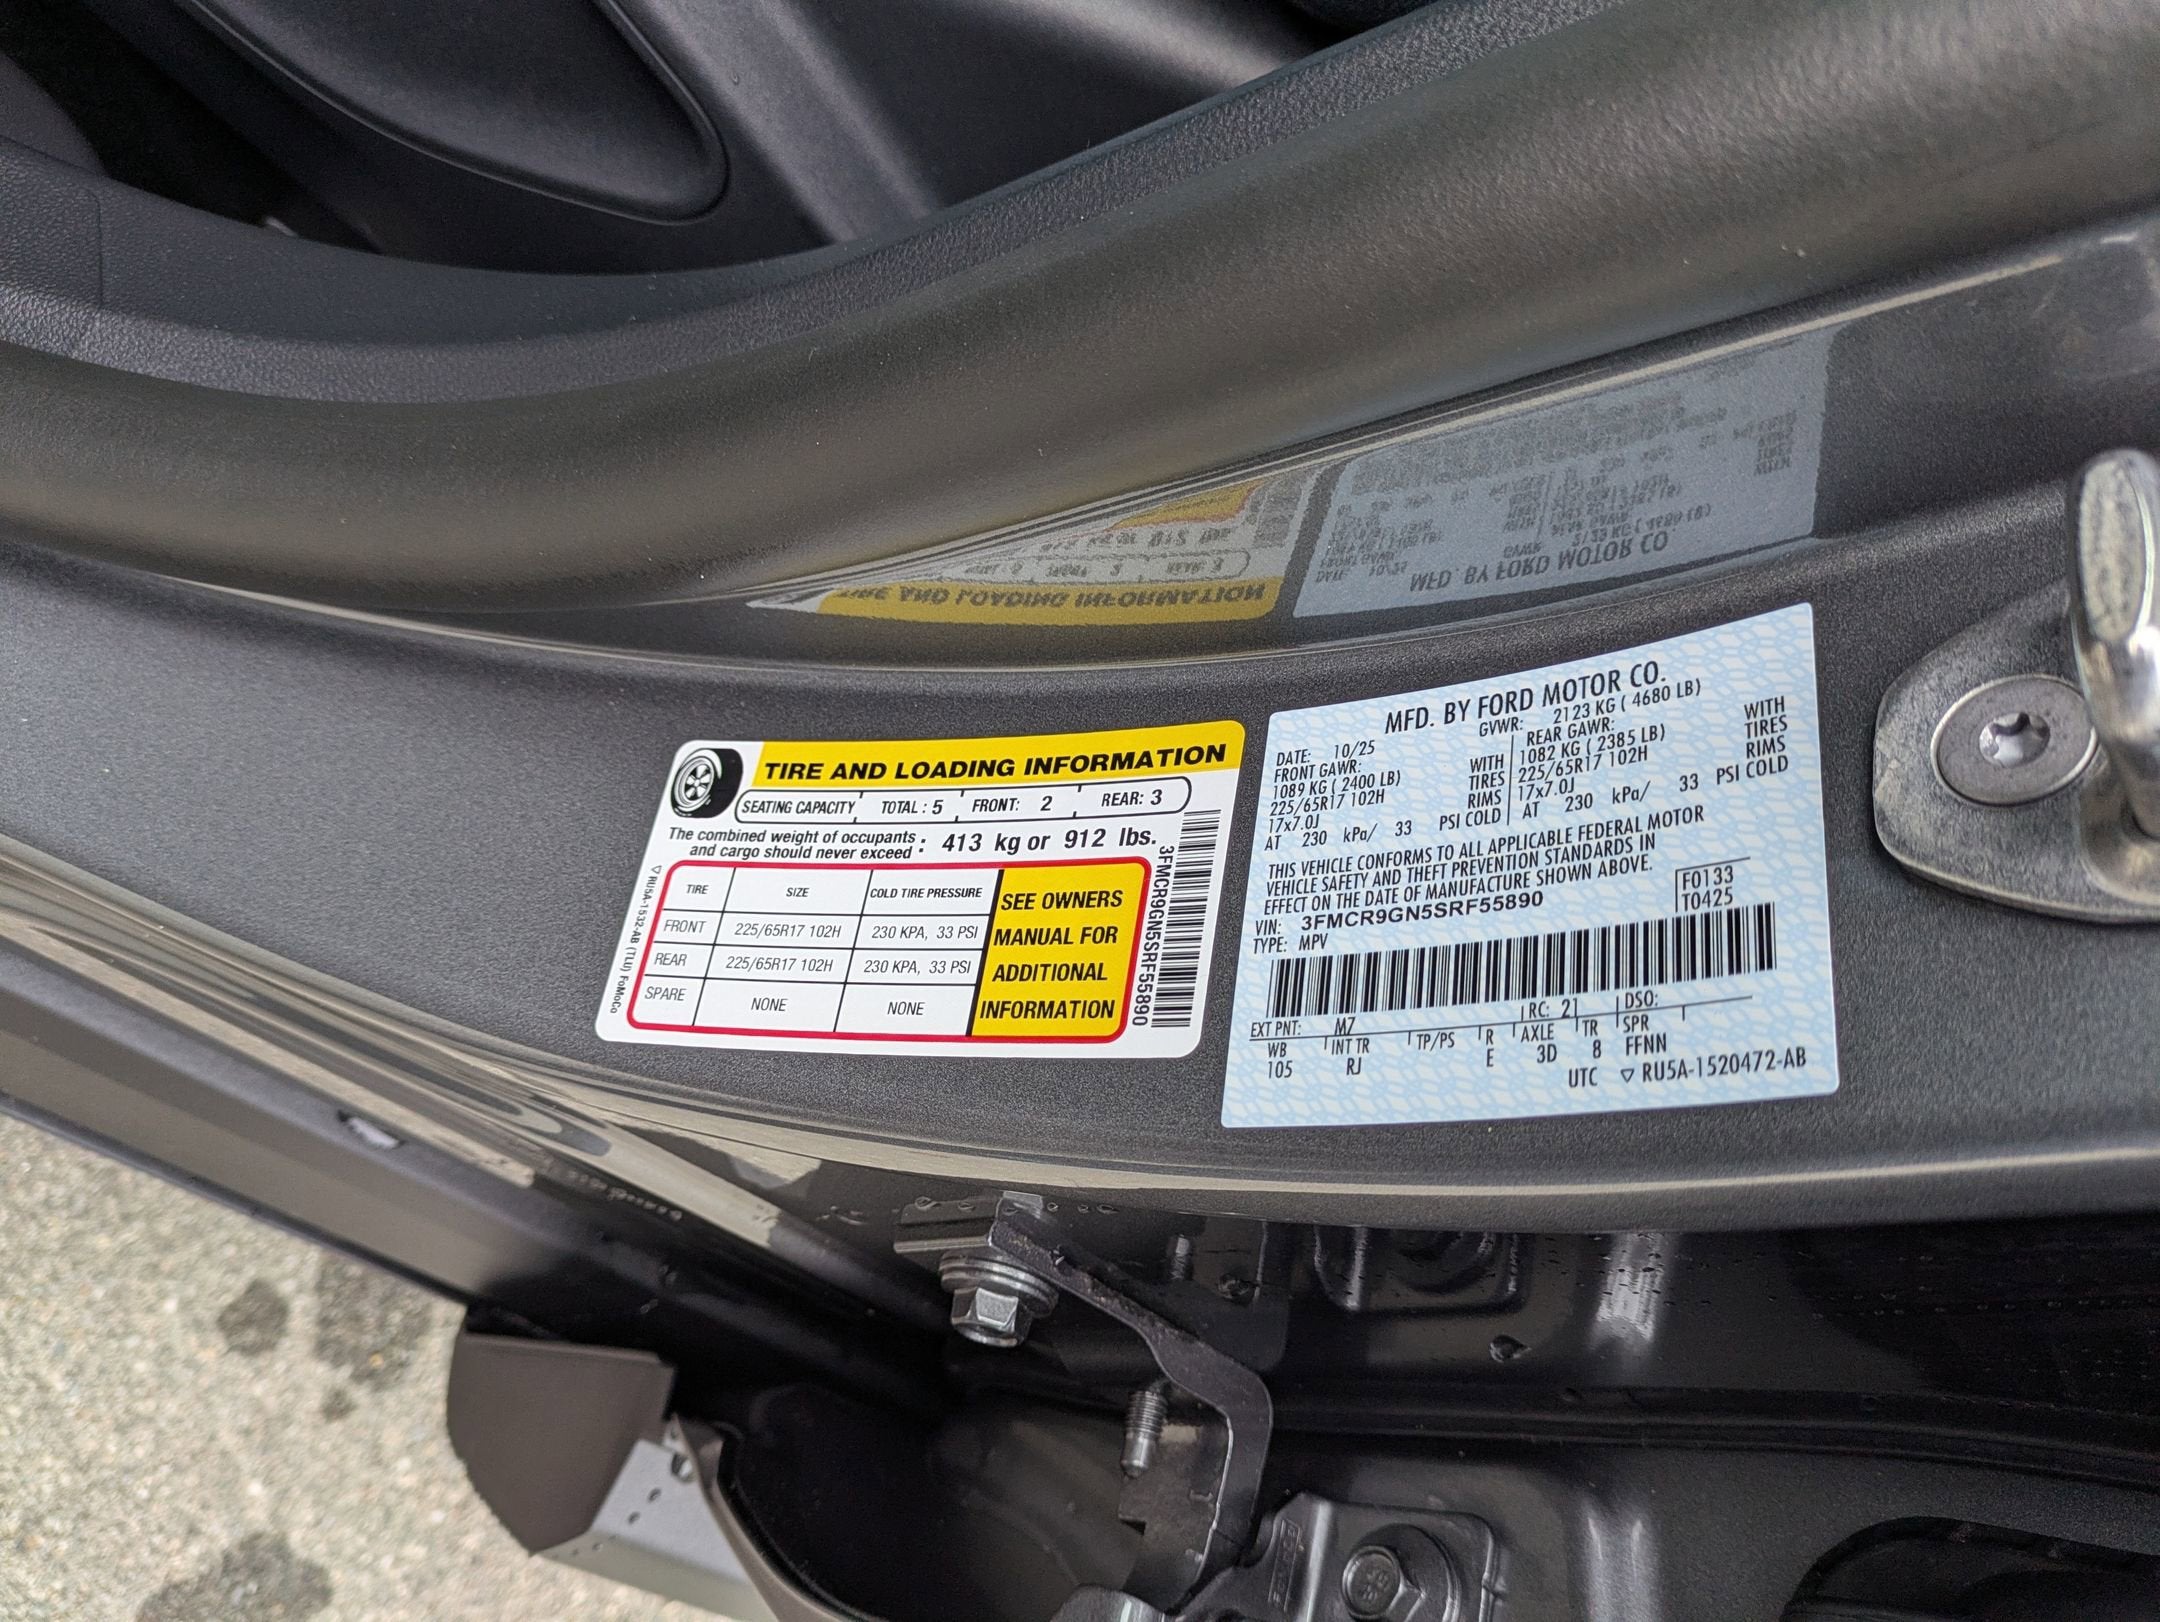 TIRE AND LOADING INFORMATION
SEATING CAPACITY TOTAL : 5 FRONT: 2 REAR: 3
The combined weight of occupants
and cargo should never exceed : 413 kg or 912 lbs.
TIRE SIZE COLD TIRE PRESSURE
FRONT 225/65R17 102H 230 KPA, 33 PSI
REAR 225/65R17 102H 230 KPA, 33 PSI
SPARE NONE NONE
SEE OWNERS
MANUAL FOR
ADDITIONAL
INFORMATION
▽ RU5A-1532-AB (TLU) FoMoCo
3FMCR9GN5SRF55890
MFD. BY FORD MOTOR CO.
DATE: 10/25 GVWR: 2123 KG ( 4680 LB)
FRONT GAWR: REAR GAWR:
1089 KG ( 2400 LB) WITH 1082 KG ( 2385 LB) WITH
225/65R17 102H TIRES 225/65R17 102H TIRES
17x7.0J RIMS 17x7.0J RIMS
AT 230 kPa/ 33 PSI COLD AT 230 kPa/ 33 PSI COLD
THIS VEHICLE CONFORMS TO ALL APPLICABLE FEDERAL MOTOR
VEHICLE SAFETY AND THEFT PREVENTION STANDARDS IN
EFFECT ON THE DATE OF MANUFACTURE SHOWN ABOVE.
VIN: 3FMCR9GN5SRF55890 F0133
TYPE: MPV T0425
EXT PNT: M7 RC: 21 DSO:
WB INT TR TP/PS R AXLE TR SPR
105 RJ E 3D 8 FFNN
UTC ▽ RU5A-1520472-AB